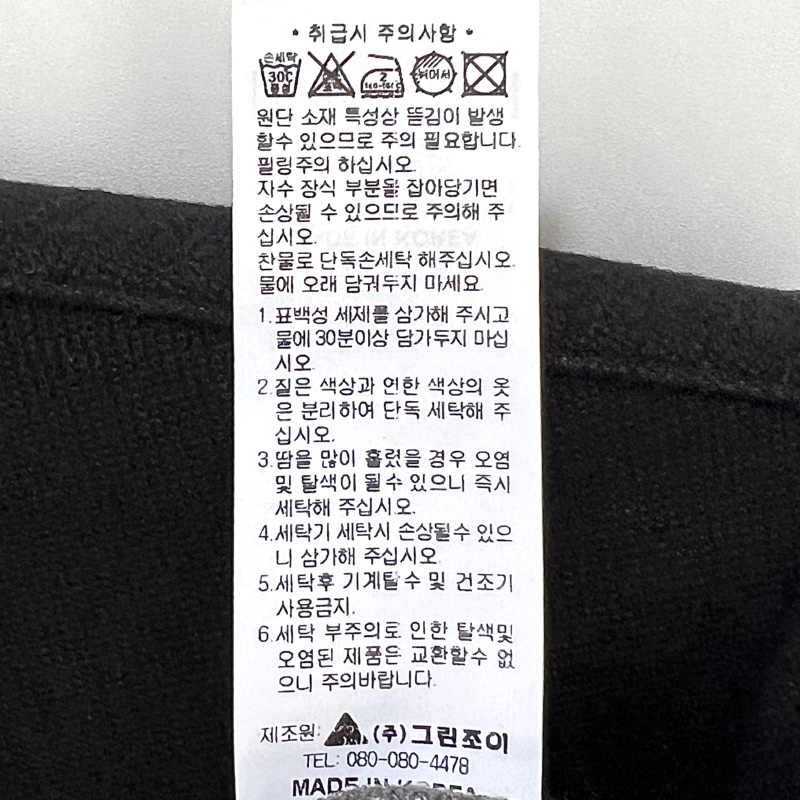 • 취급시 주의사항 •
손세탁
30C
중성
2
뉘어서
원단 소재 특성상 뜯김이 발생
할수 있으므로 주의 필요합니다.
필링주의 하십시오.
자수 장식 부분을 잡아당기면
손상될 수 있으므로 주의해 주
십시오.
찬물로 단독손세탁 해주십시오.
물에 오래 담궈두지 마세요.
1.표백성 세제를 삼가해 주시고
물에 30분이상 담가두지 마십
시오.
2.짙은 색상과 연한 색상의 옷
은 분리하여 단독 세탁해 주
십시오.
3.땀을 많이 흘렸을 경우 오염
및 탈색이 될 수 있으니 즉시
세탁해 주십시오.
4.세탁기 세탁시 손상될수 있으
니 삼가해 주십시오.
5.세탁후 기계탈수 및 건조기
사용금지.
6.세탁 부주의로 인한 탈색및
오염된 제품은 교환할수 없
으니 주의바랍니다.
제조원: (주)그린조이
TEL: 080-080-4478
MADE IN KOREA